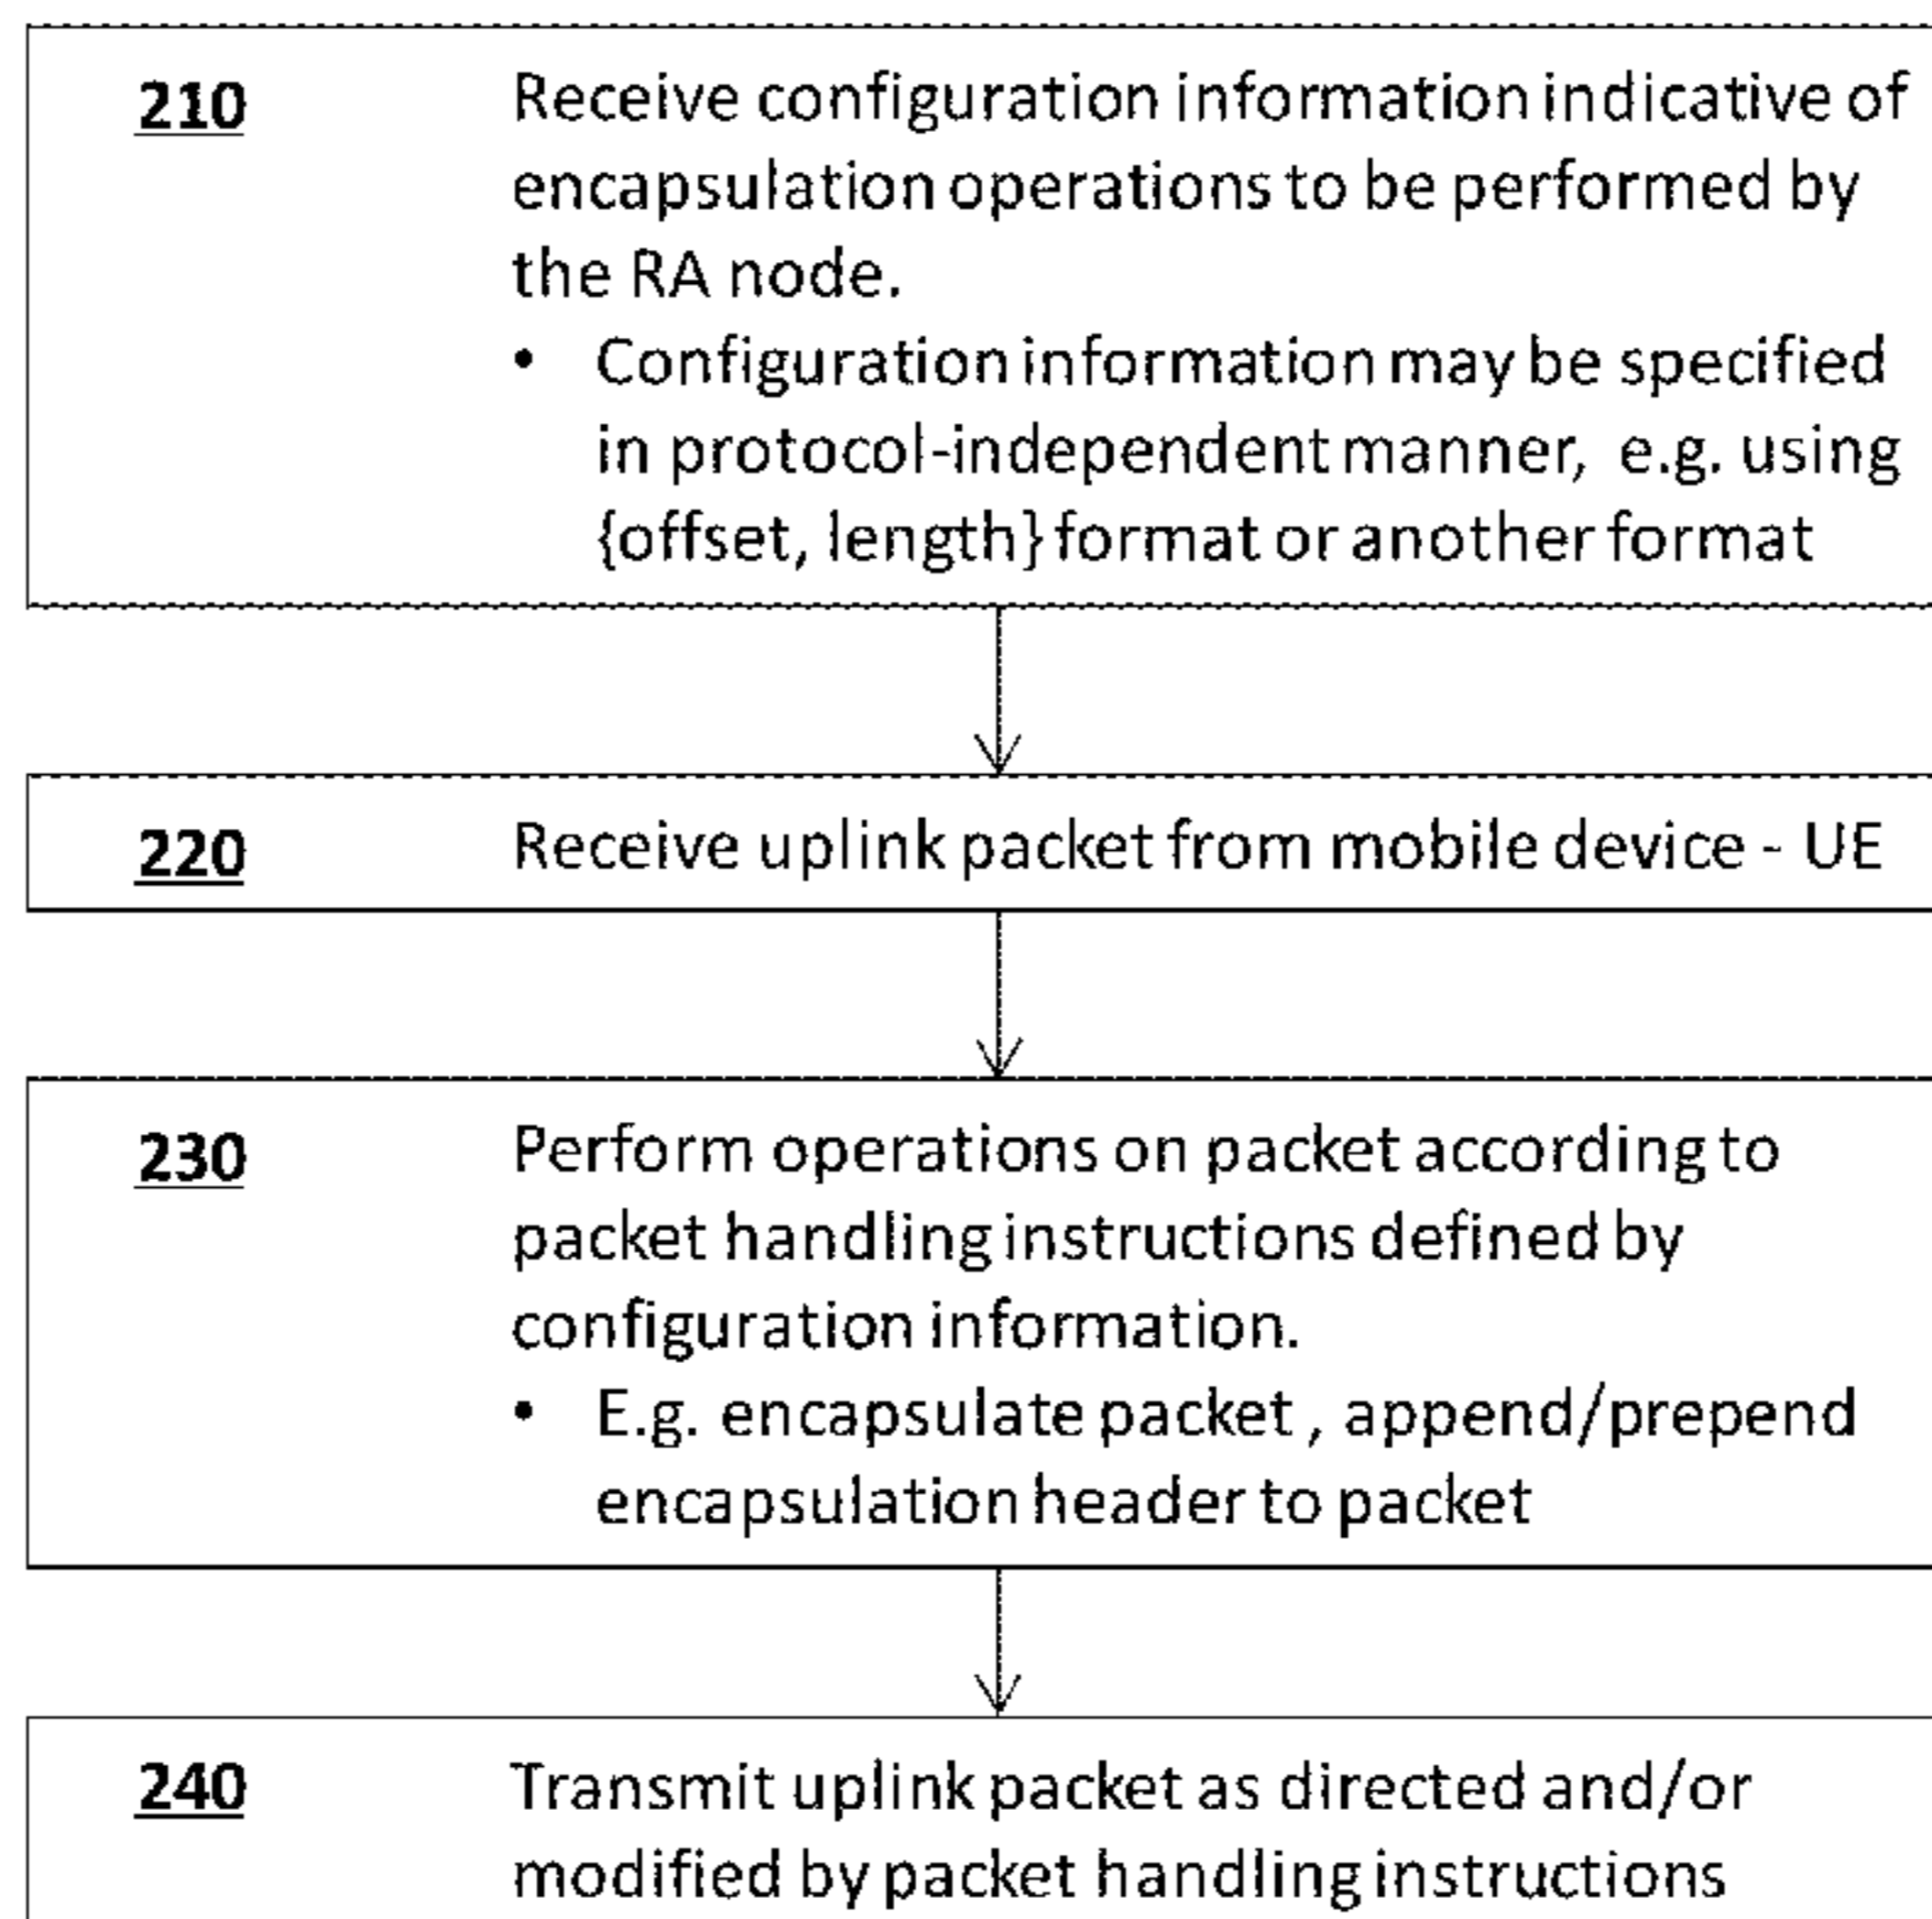 210 Receive configuration information indicative of
encapsulation operations to be performed by
the RA node.
• Configuration information may be specified
in protocol-independent manner, e.g. using
{offset, length} format or another format
220 Receive uplink packet from mobile device - UE
230 Perform operations on packet according to
packet handling instructions defined by
configuration information.
• E.g. encapsulate packet , append/prepend
encapsulation header to packet
240 Transmit uplink packet as directed and/or
modified by packet handling instructions